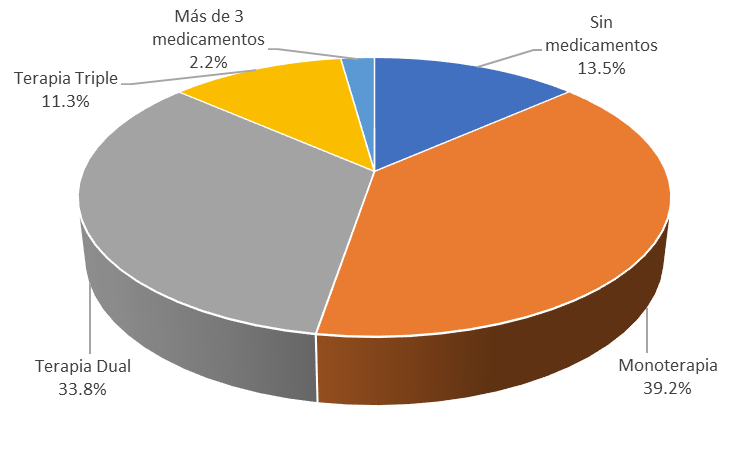 Más de 3
medicamentos
2.2%
Sin
medicamentos
13.5%
Terapia Triple
11.3%
Terapia Dual
33.8%
Monoterapia
39.2%